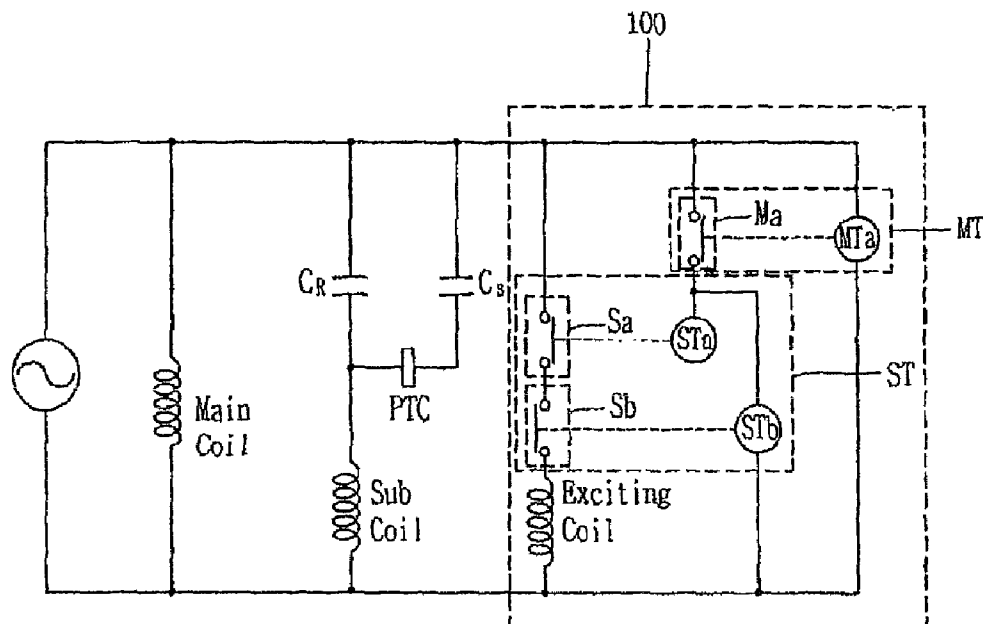 100
Ma
MTa
MT
CR
CS
Sa
STa
ST
PTC
Sb
STb
Main
Coil
Sub
Coil
Exciting
Coil